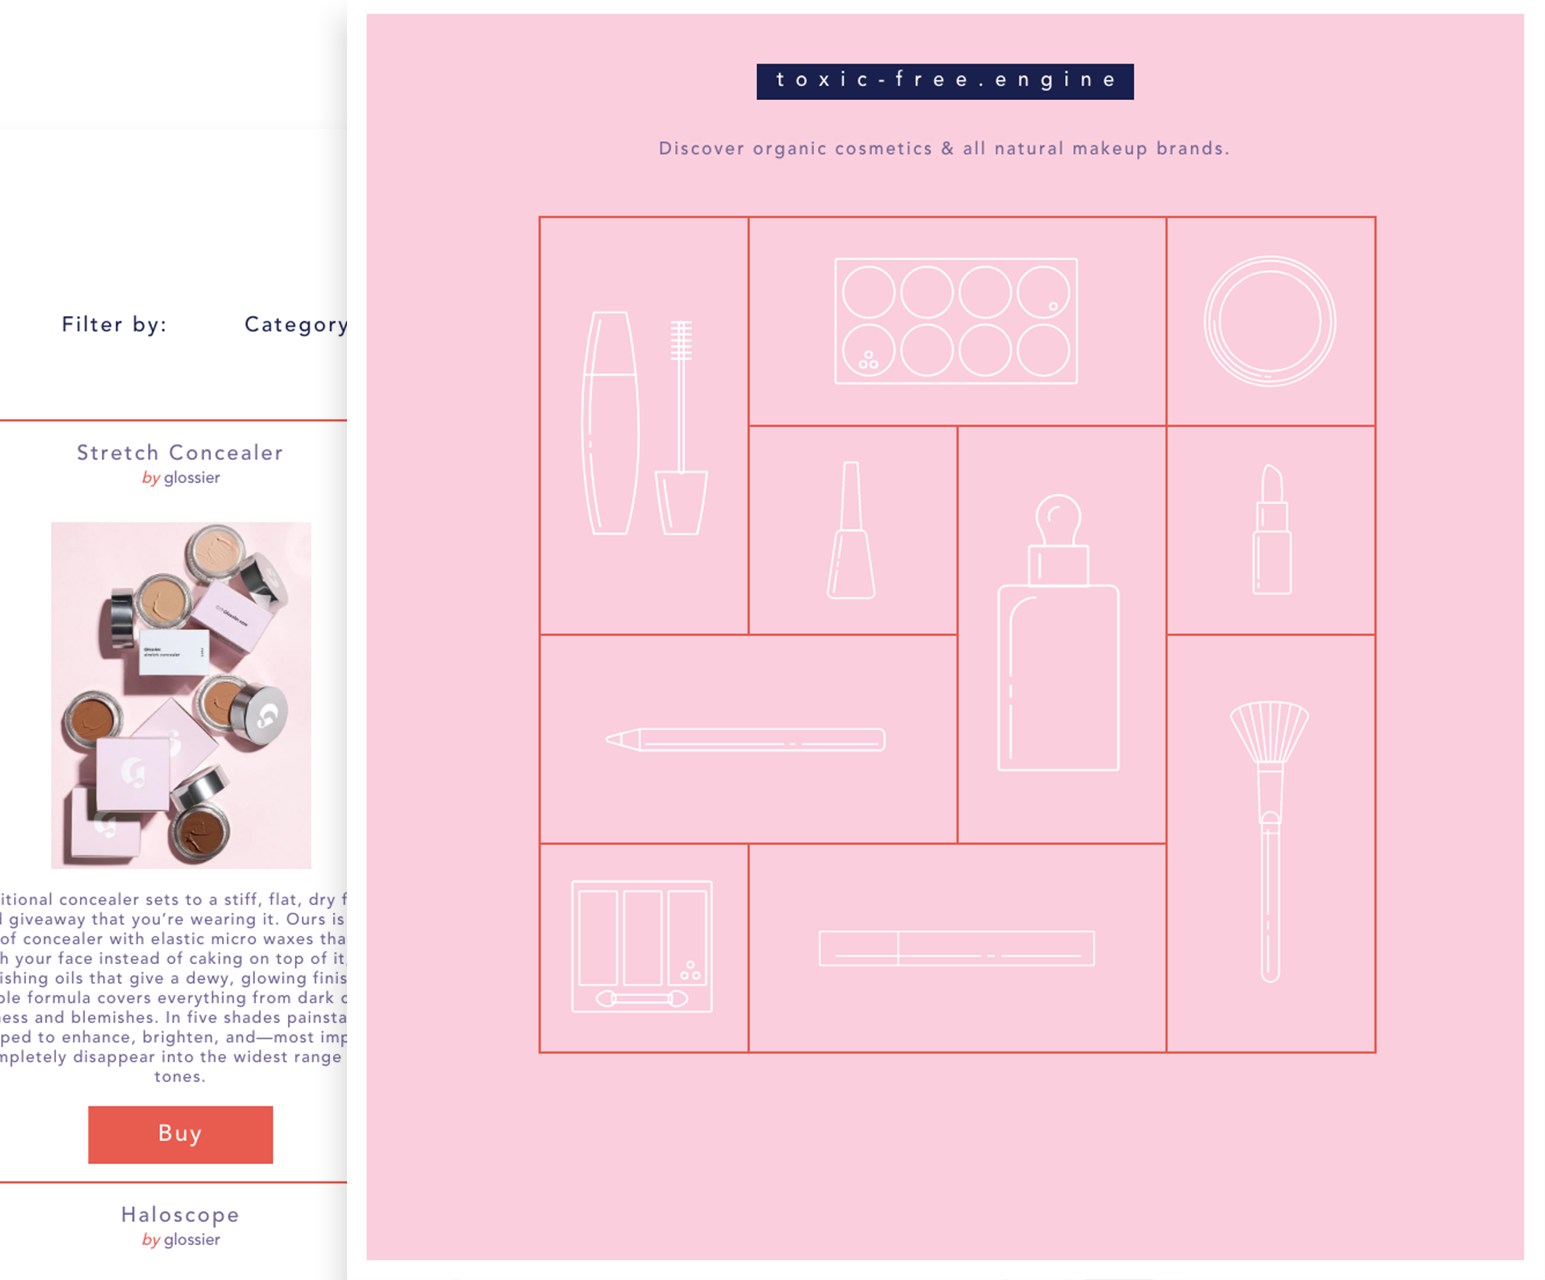 toxic-free.engine
Discover organic cosmetics & all natural makeup brands.
Filter by:
Category
Stretch Concealer
by glossier
stretch concealer
itional concealer sets to a stiff, flat, dry f
giveaway that you’re wearing it. Ours is
of concealer with elastic micro waxes tha
h your face instead of caking on top of it,
ishing oils that give a dewy, glowing finis
ble formula covers everything from dark c
ness and blemishes. In five shades painsta
ped to enhance, brighten, and—most imp
mpletely disappear into the widest range
tones.
Buy
Haloscope
by glossier